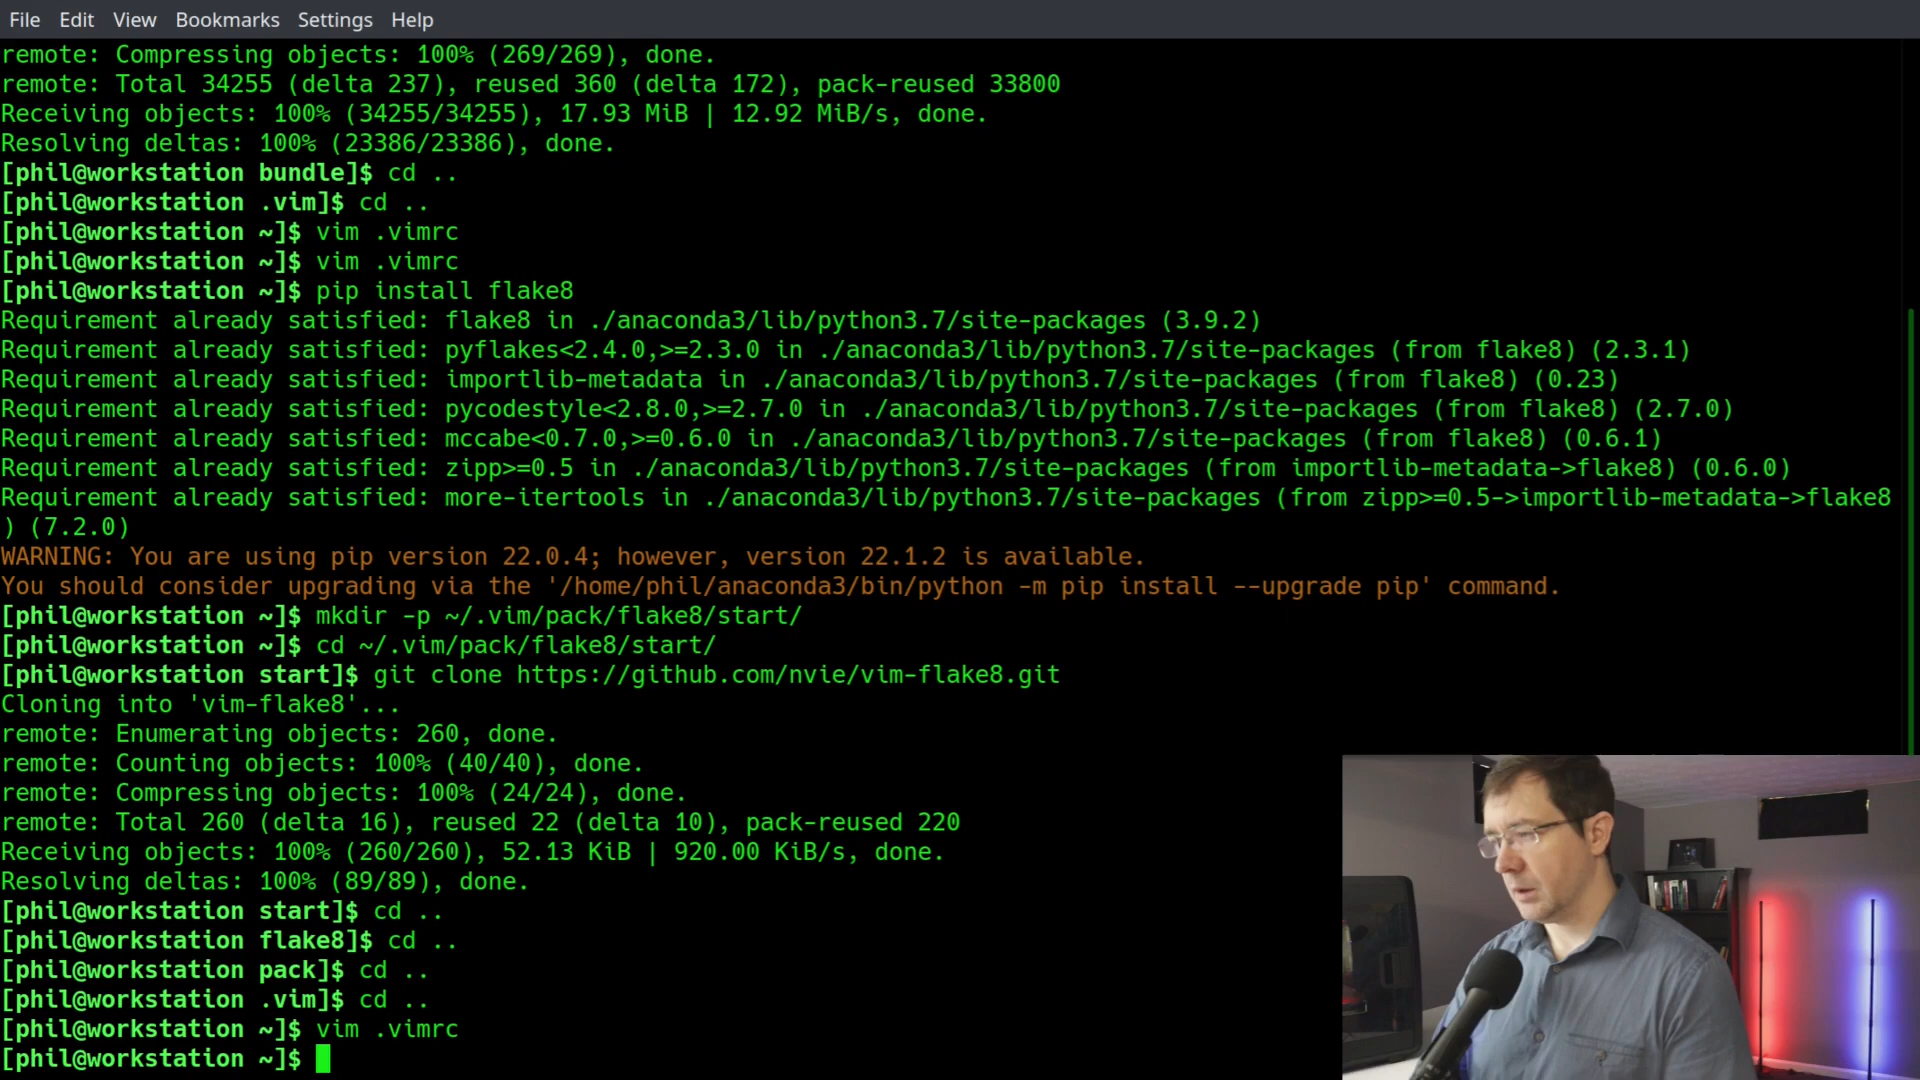 File Edit View Bookmarks Settings Help
remote: Compressing objects: 100% (269/269), done.
remote: Total 34255 (delta 237), reused 360 (delta 172), pack-reused 33800
Receiving objects: 100% (34255/34255), 17.93 MiB | 12.92 MiB/s, done.
Resolving deltas: 100% (23386/23386), done.
[phil@workstation bundle]$ cd ..
[phil@workstation .vim]$ cd ..
[phil@workstation ~]$ vim .vimrc
[phil@workstation ~]$ vim .vimrc
[phil@workstation ~]$ pip install flake8
Requirement already satisfied: flake8 in ./anaconda3/lib/python3.7/site-packages (3.9.2)
Requirement already satisfied: pyflakes<2.4.0,>=2.3.0 in ./anaconda3/lib/python3.7/site-packages (from flake8) (2.3.1)
Requirement already satisfied: importlib-metadata in ./anaconda3/lib/python3.7/site-packages (from flake8) (0.23)
Requirement already satisfied: pycodestyle<2.8.0,>=2.7.0 in ./anaconda3/lib/python3.7/site-packages (from flake8) (2.7.0)
Requirement already satisfied: mccabe<0.7.0,>=0.6.0 in ./anaconda3/lib/python3.7/site-packages (from flake8) (0.6.1)
Requirement already satisfied: zipp>=0.5 in ./anaconda3/lib/python3.7/site-packages (from importlib-metadata->flake8) (0.6.0)
Requirement already satisfied: more-itertools in ./anaconda3/lib/python3.7/site-packages (from zipp>=0.5->importlib-metadata->flake8
) (7.2.0)
WARNING: You are using pip version 22.0.4; however, version 22.1.2 is available.
You should consider upgrading via the '/home/phil/anaconda3/bin/python -m pip install --upgrade pip' command.
[phil@workstation ~]$ mkdir -p ~/.vim/pack/flake8/start/
[phil@workstation ~]$ cd ~/.vim/pack/flake8/start/
[phil@workstation start]$ git clone https://github.com/nvie/vim-flake8.git
Cloning into 'vim-flake8'...
remote: Enumerating objects: 260, done.
remote: Counting objects: 100% (40/40), done.
remote: Compressing objects: 100% (24/24), done.
remote: Total 260 (delta 16), reused 22 (delta 10), pack-reused 220
Receiving objects: 100% (260/260), 52.13 KiB | 920.00 KiB/s, done.
Resolving deltas: 100% (89/89), done.
[phil@workstation start]$ cd ..
[phil@workstation flake8]$ cd ..
[phil@workstation pack]$ cd ..
[phil@workstation .vim]$ cd ..
[phil@workstation ~]$ vim .vimrc
[phil@workstation ~]$